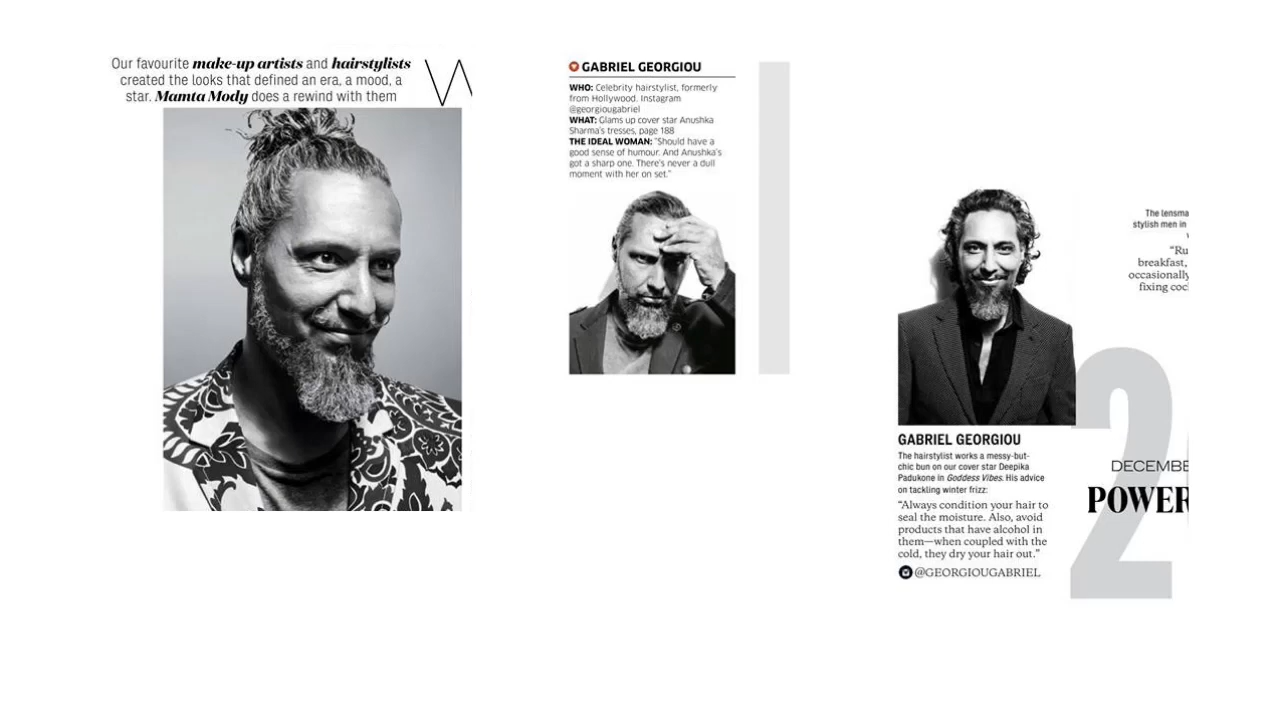 Our favourite make-up artists and hairstylists
created the looks that defined an era, a mood, a
star. Mamta Mody does a rewind with them
W
GABRIEL GEORGIOU
WHO: Celebrity hairstylist, formerly
from Hollywood. Instagram
@georgiougabriel
WHAT: Glams up cover star Anushka
Sharma's tresses, page 188
THE IDEAL WOMAN: "Should have a
good sense of humour. And Anushka's
got a sharp one. There's never a dull
moment with her on set."
GABRIEL GEORGIOU
The hairstylist works a messy-but-
chic bun on our cover star Deepika
Padukone in Goddess Vibes. His advice
on tackling winter frizz:
"Always condition your hair to
seal the moisture. Also, avoid
products that have alcohol in
them—when coupled with the
cold, they dry your hair out."
@GEORGIOUGABRIEL
The lensma
stylish men in
"Ru
breakfast,
occasionally
fixing coc
2
DECEMBE
POWER